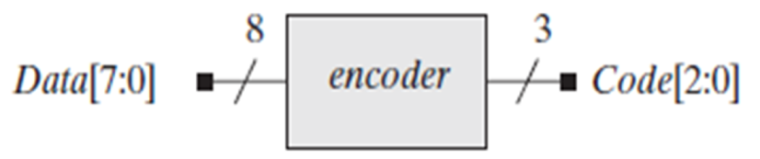 8 3
Data[7:0] encoder Code[2:0]